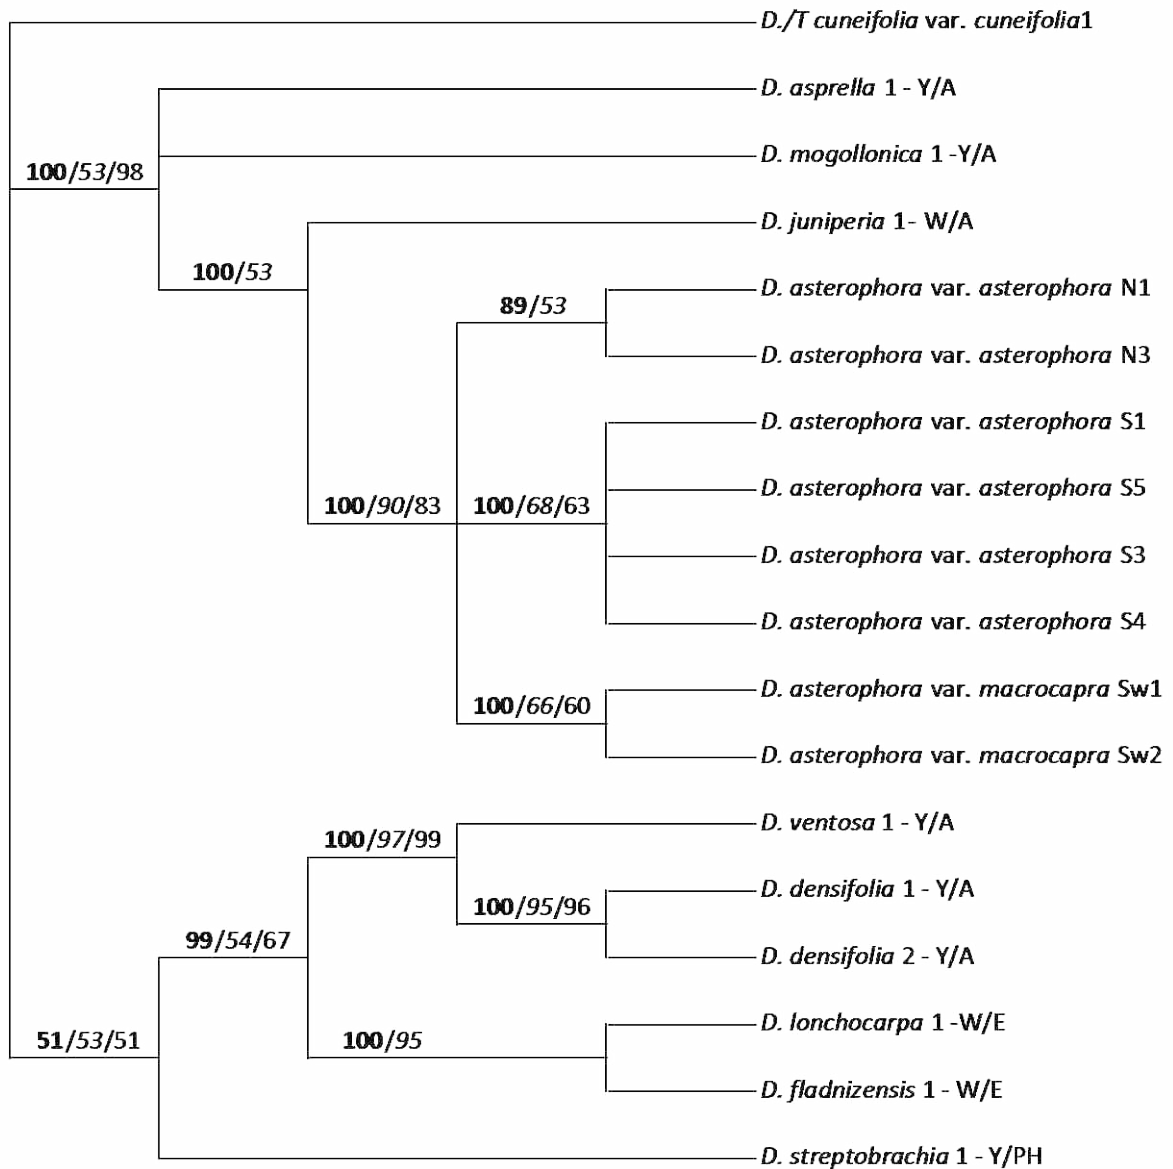 D./T cuneifolia var. cuneifolia1
D. asprella 1 - Y/A
D. mogollonica 1 -Y/A
100/53/98
D. juniperia 1- W/A
100/53
D. asterophora var. asterophora N1
89/53
D. asterophora var. asterophora N3
D. asterophora var. asterophora S1
D. asterophora var. asterophora S5
100/90/83
100/68/63
D. asterophora var. asterophora S3
D. asterophora var. asterophora S4
D. asterophora var. macrocapra Sw1
100/66/60
D. asterophora var. macrocapra Sw2
D. ventosa 1 - Y/A
100/97/99
D. densifolia 1 - Y/A
100/95/96
99/54/67
D. densifolia 2 - Y/A
D. lonchocarpa 1 -W/E
51/53/51
100/95
D. fladnizensis 1 - W/E
D. streptobrachia 1 - Y/PH